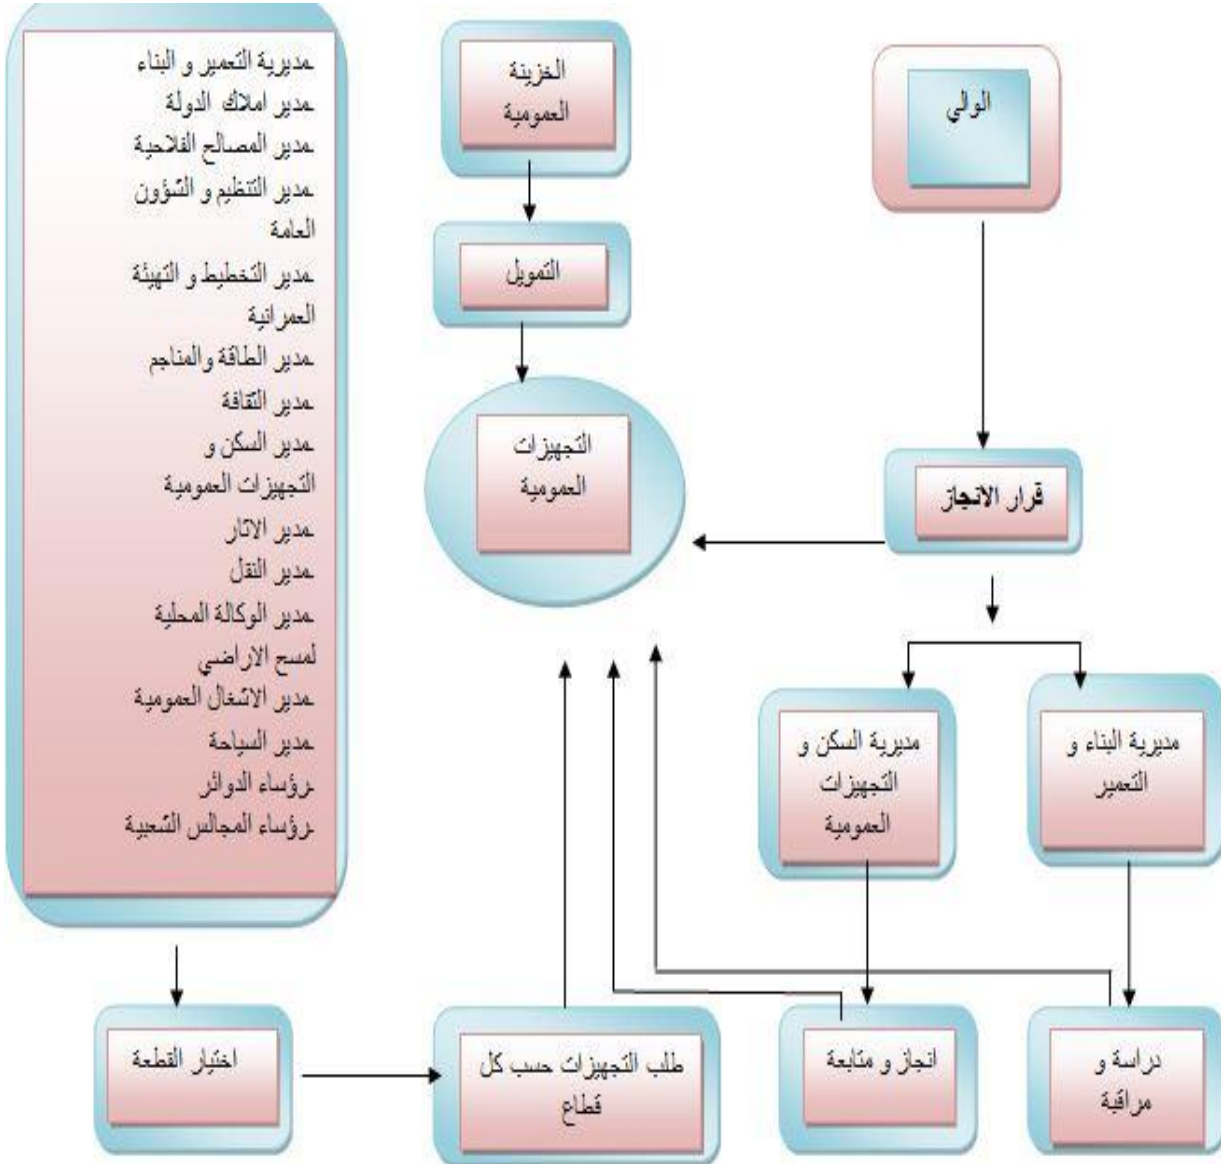 الوالي
قرار الانجاز
مديرية البناء و
التعمير
مديرية السكن و
التجهيزات
العمومية
دراسة و
مراقبة
انجاز و متابعة
الخزينة
العمومية
التمويل
التجهيزات
العمومية
طلب التجهيزات حسب كل
قطاع
-مديرية التعمير و البناء
-مدير املاك الدولة
-مدير المصالح الفلاحية
-مدير التنظيم و الشؤون
العامة
-مدير التخطيط و التهيئة
العمرانية
-مدير الطاقة والمناجم
-مدير الثقافة
-مدير السكن و
التجهيزات العمومية
-مدير الاثار
-مدير النقل
-مدير الوكالة المحلية
لمسح الاراضي
-مدير الاشغال العمومية
-مدير السياحة
-رؤساء الدوائر
-رؤساء المجالس الشعبية
اختيار القطعة